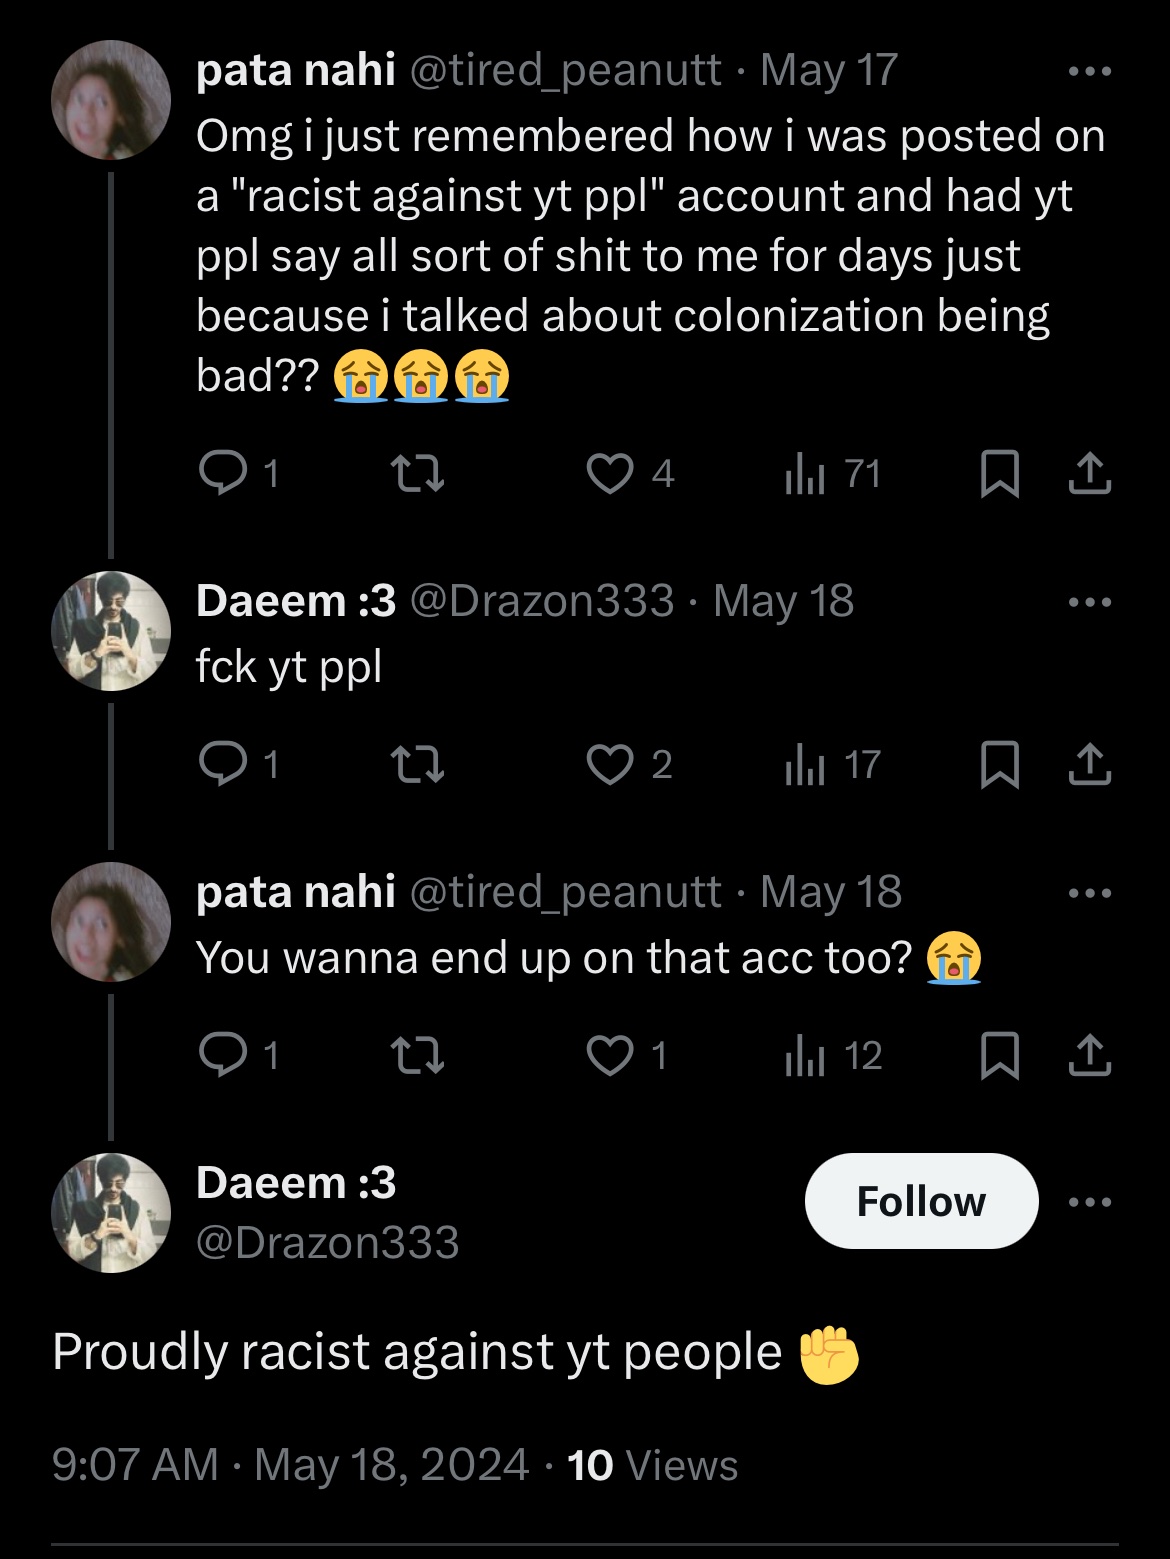 pata nahi @tired_peanutt · May 17
Omg i just remembered how i was posted on
a "racist against yt ppl" account and had yt
ppl say all sort of shit to me for days just
because i talked about colonization being
bad?? 😭😭😭
1 4 71
Daeem :3 @Drazon333 · May 18
fck yt ppl
1 2 17
pata nahi @tired_peanutt · May 18
You wanna end up on that acc too? 😭
1 1 12
Daeem :3
@Drazon333
Follow
Proudly racist against yt people ✊
9:07 AM · May 18, 2024 · 10 Views